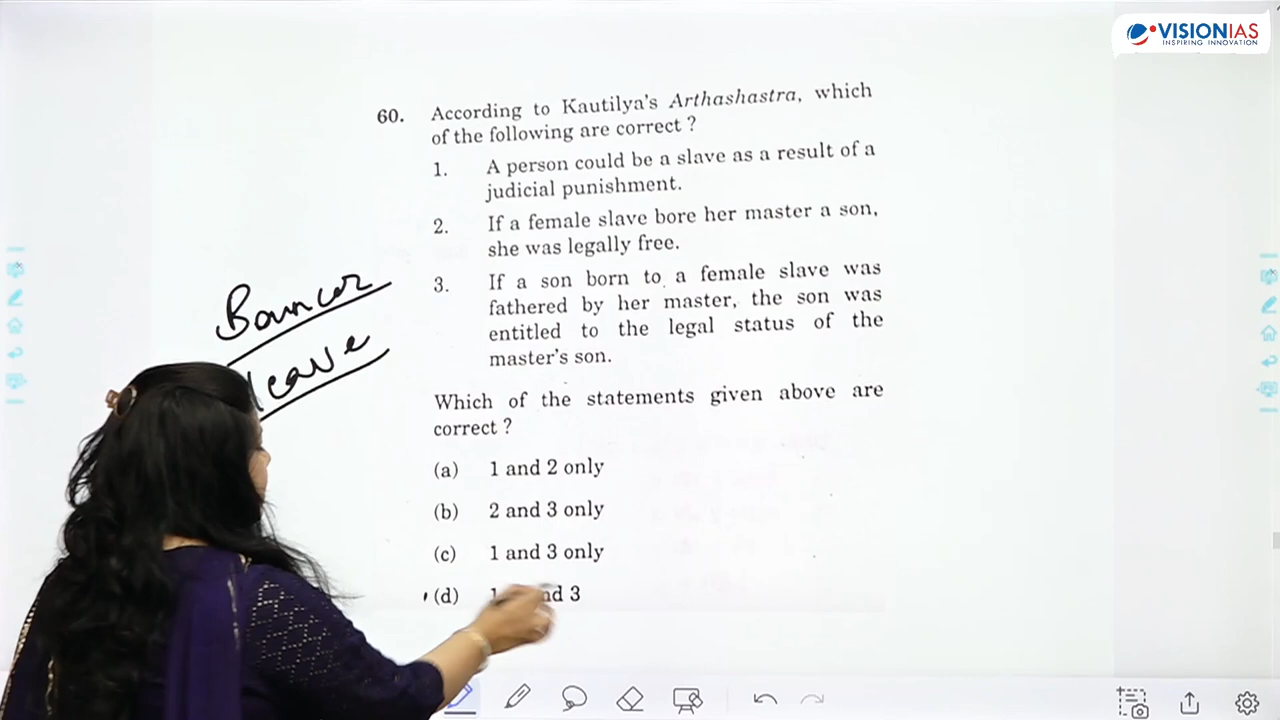 VISIONIAS
INSPIRING INNOVATION
60. According to Kautilya's Arthashastra, which
of the following are correct ?
1. A person could be a slave as a result of a
judicial punishment.
2. If a female slave bore her master a son,
she was legally free.
3. If a son born to a female slave was
fathered by her master, the son was
entitled to the legal status of the
master's son.
Bouncer
leave
Which of the statements given above are
correct ?
(a) 1 and 2 only
(b) 2 and 3 only
(c) 1 and 3 only
(d) 1 3